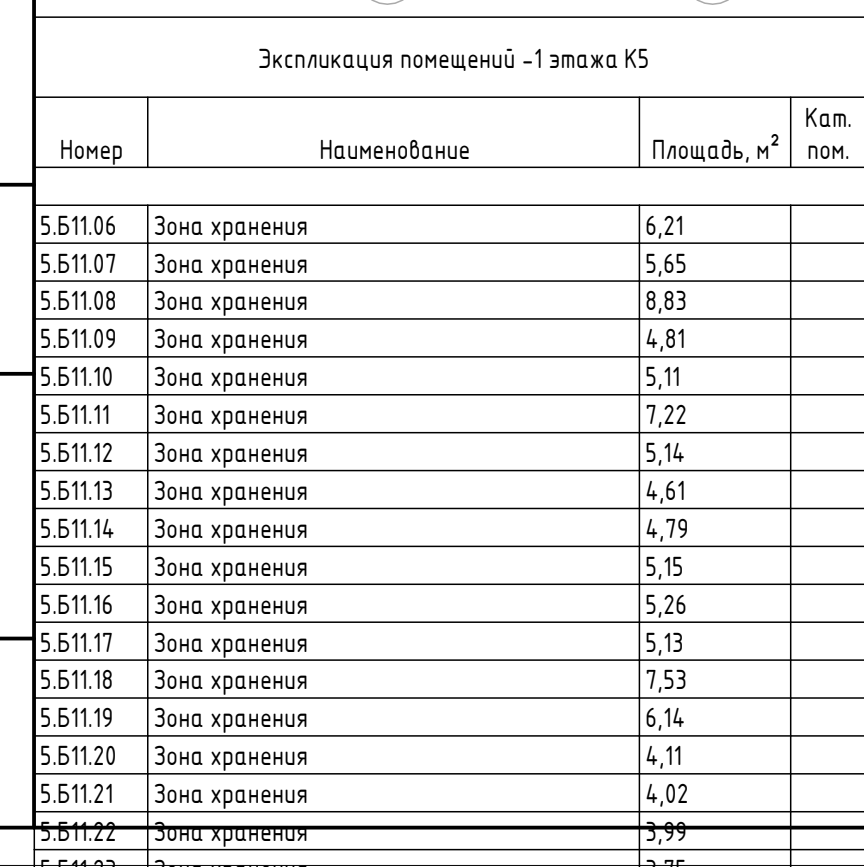 Экспликация помещений -1 этажа К5
Номер Наименование Площадь, м² Кат. пом.
5.Б11.06 Зона хранения 6,21
5.Б11.07 Зона хранения 5,65
5.Б11.08 Зона хранения 8,83
5.Б11.09 Зона хранения 4,81
5.Б11.10 Зона хранения 5,11
5.Б11.11 Зона хранения 7,22
5.Б11.12 Зона хранения 5,14
5.Б11.13 Зона хранения 4,61
5.Б11.14 Зона хранения 4,79
5.Б11.15 Зона хранения 5,15
5.Б11.16 Зона хранения 5,26
5.Б11.17 Зона хранения 5,13
5.Б11.18 Зона хранения 7,53
5.Б11.19 Зона хранения 6,14
5.Б11.20 Зона хранения 4,11
5.Б11.21 Зона хранения 4,02
5.Б11.22 Зона хранения 3,99